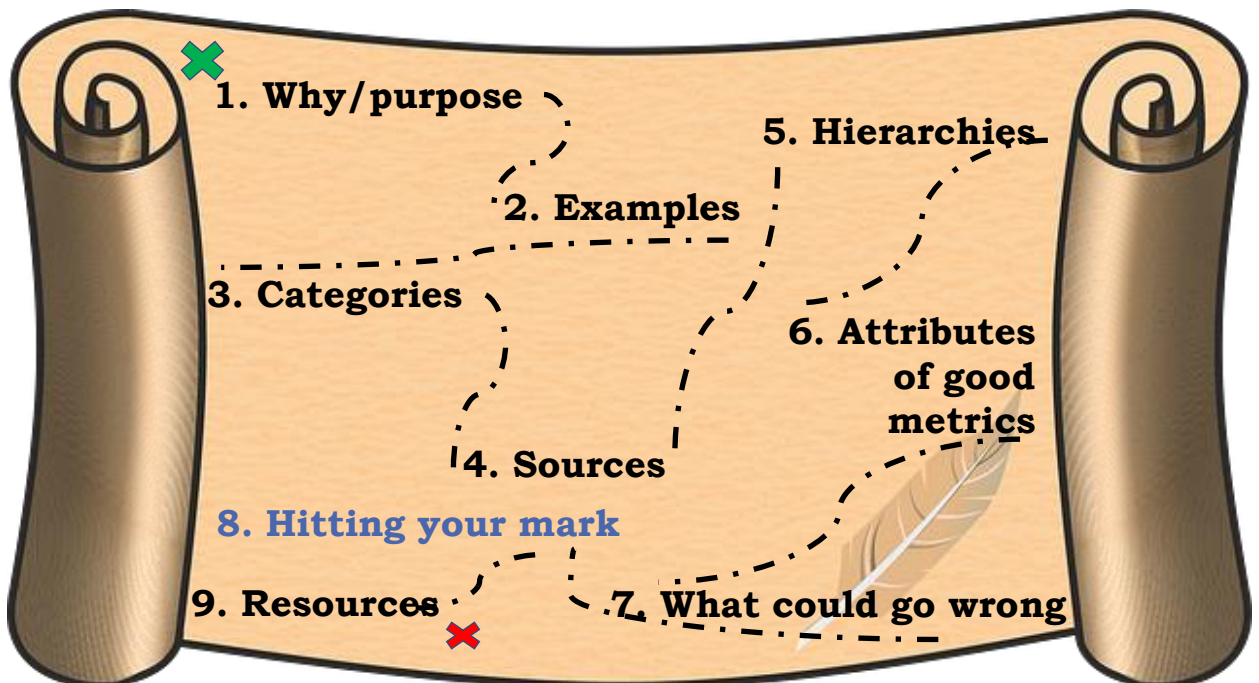 1. Why/purpose
5. Hierarchies
2. Examples
3. Categories
6. Attributes
of good
metrics
4. Sources
8. Hitting your mark
9. Resources
7. What could go wrong